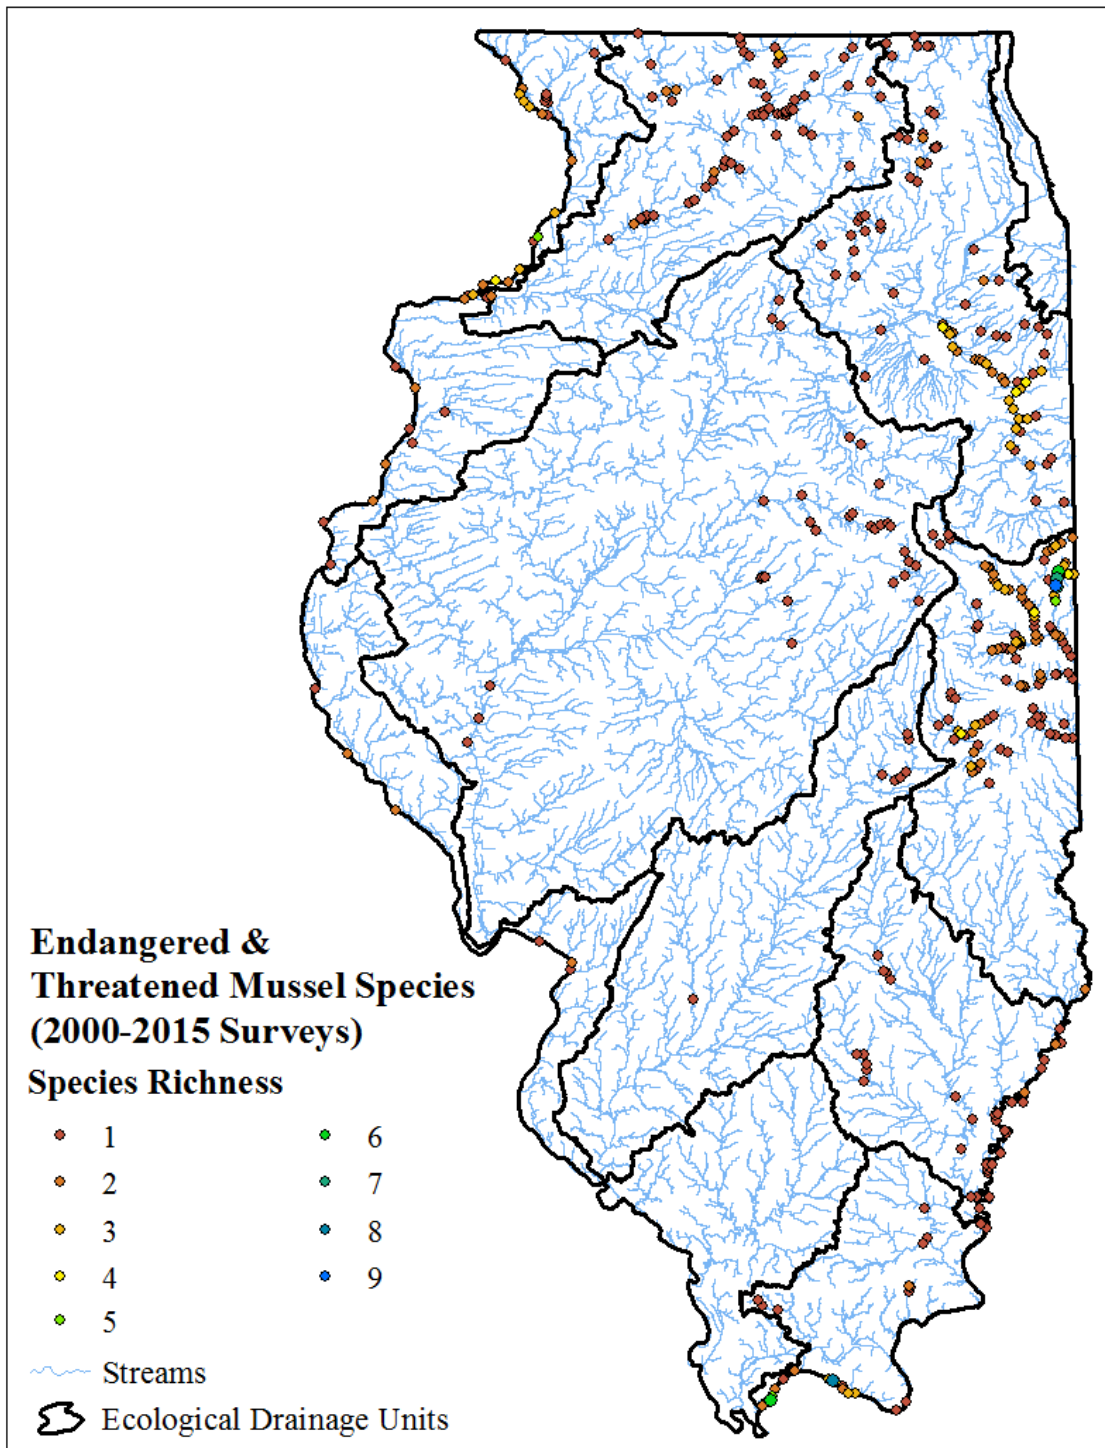 Endangered &
Threatened Mussel Species
(2000-2015 Surveys)
Species Richness
1
2
3
4
5
6
7
8
9
Streams
Ecological Drainage Units